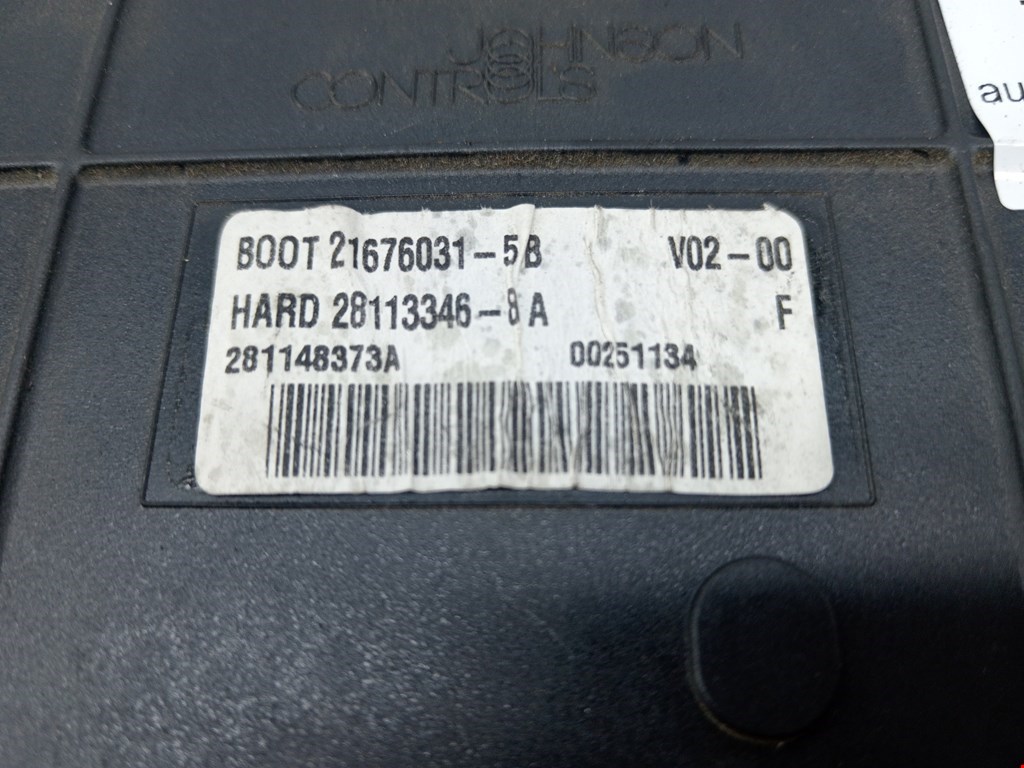 JOHNSON
CONTROLS
au
BOOT 21676031-5B V02-00
HARD 28113346-8A F
281148373A 00251134